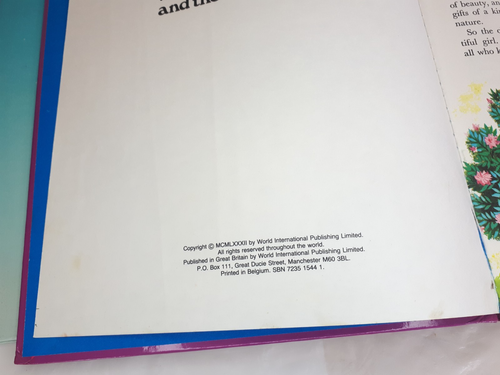 and the
Copyright © MCMLXXXII by World International Publishing Limited.
All rights reserved throughout the world.
Published in Great Britain by World International Publishing Limited.
P.O. Box 111, Great Ducie Street, Manchester M60 3BL.
Printed in Belgium. SBN 7235 1544 1.
of beauty, an
gifts of a ki
nature.
So the
tiful girl.
all who k